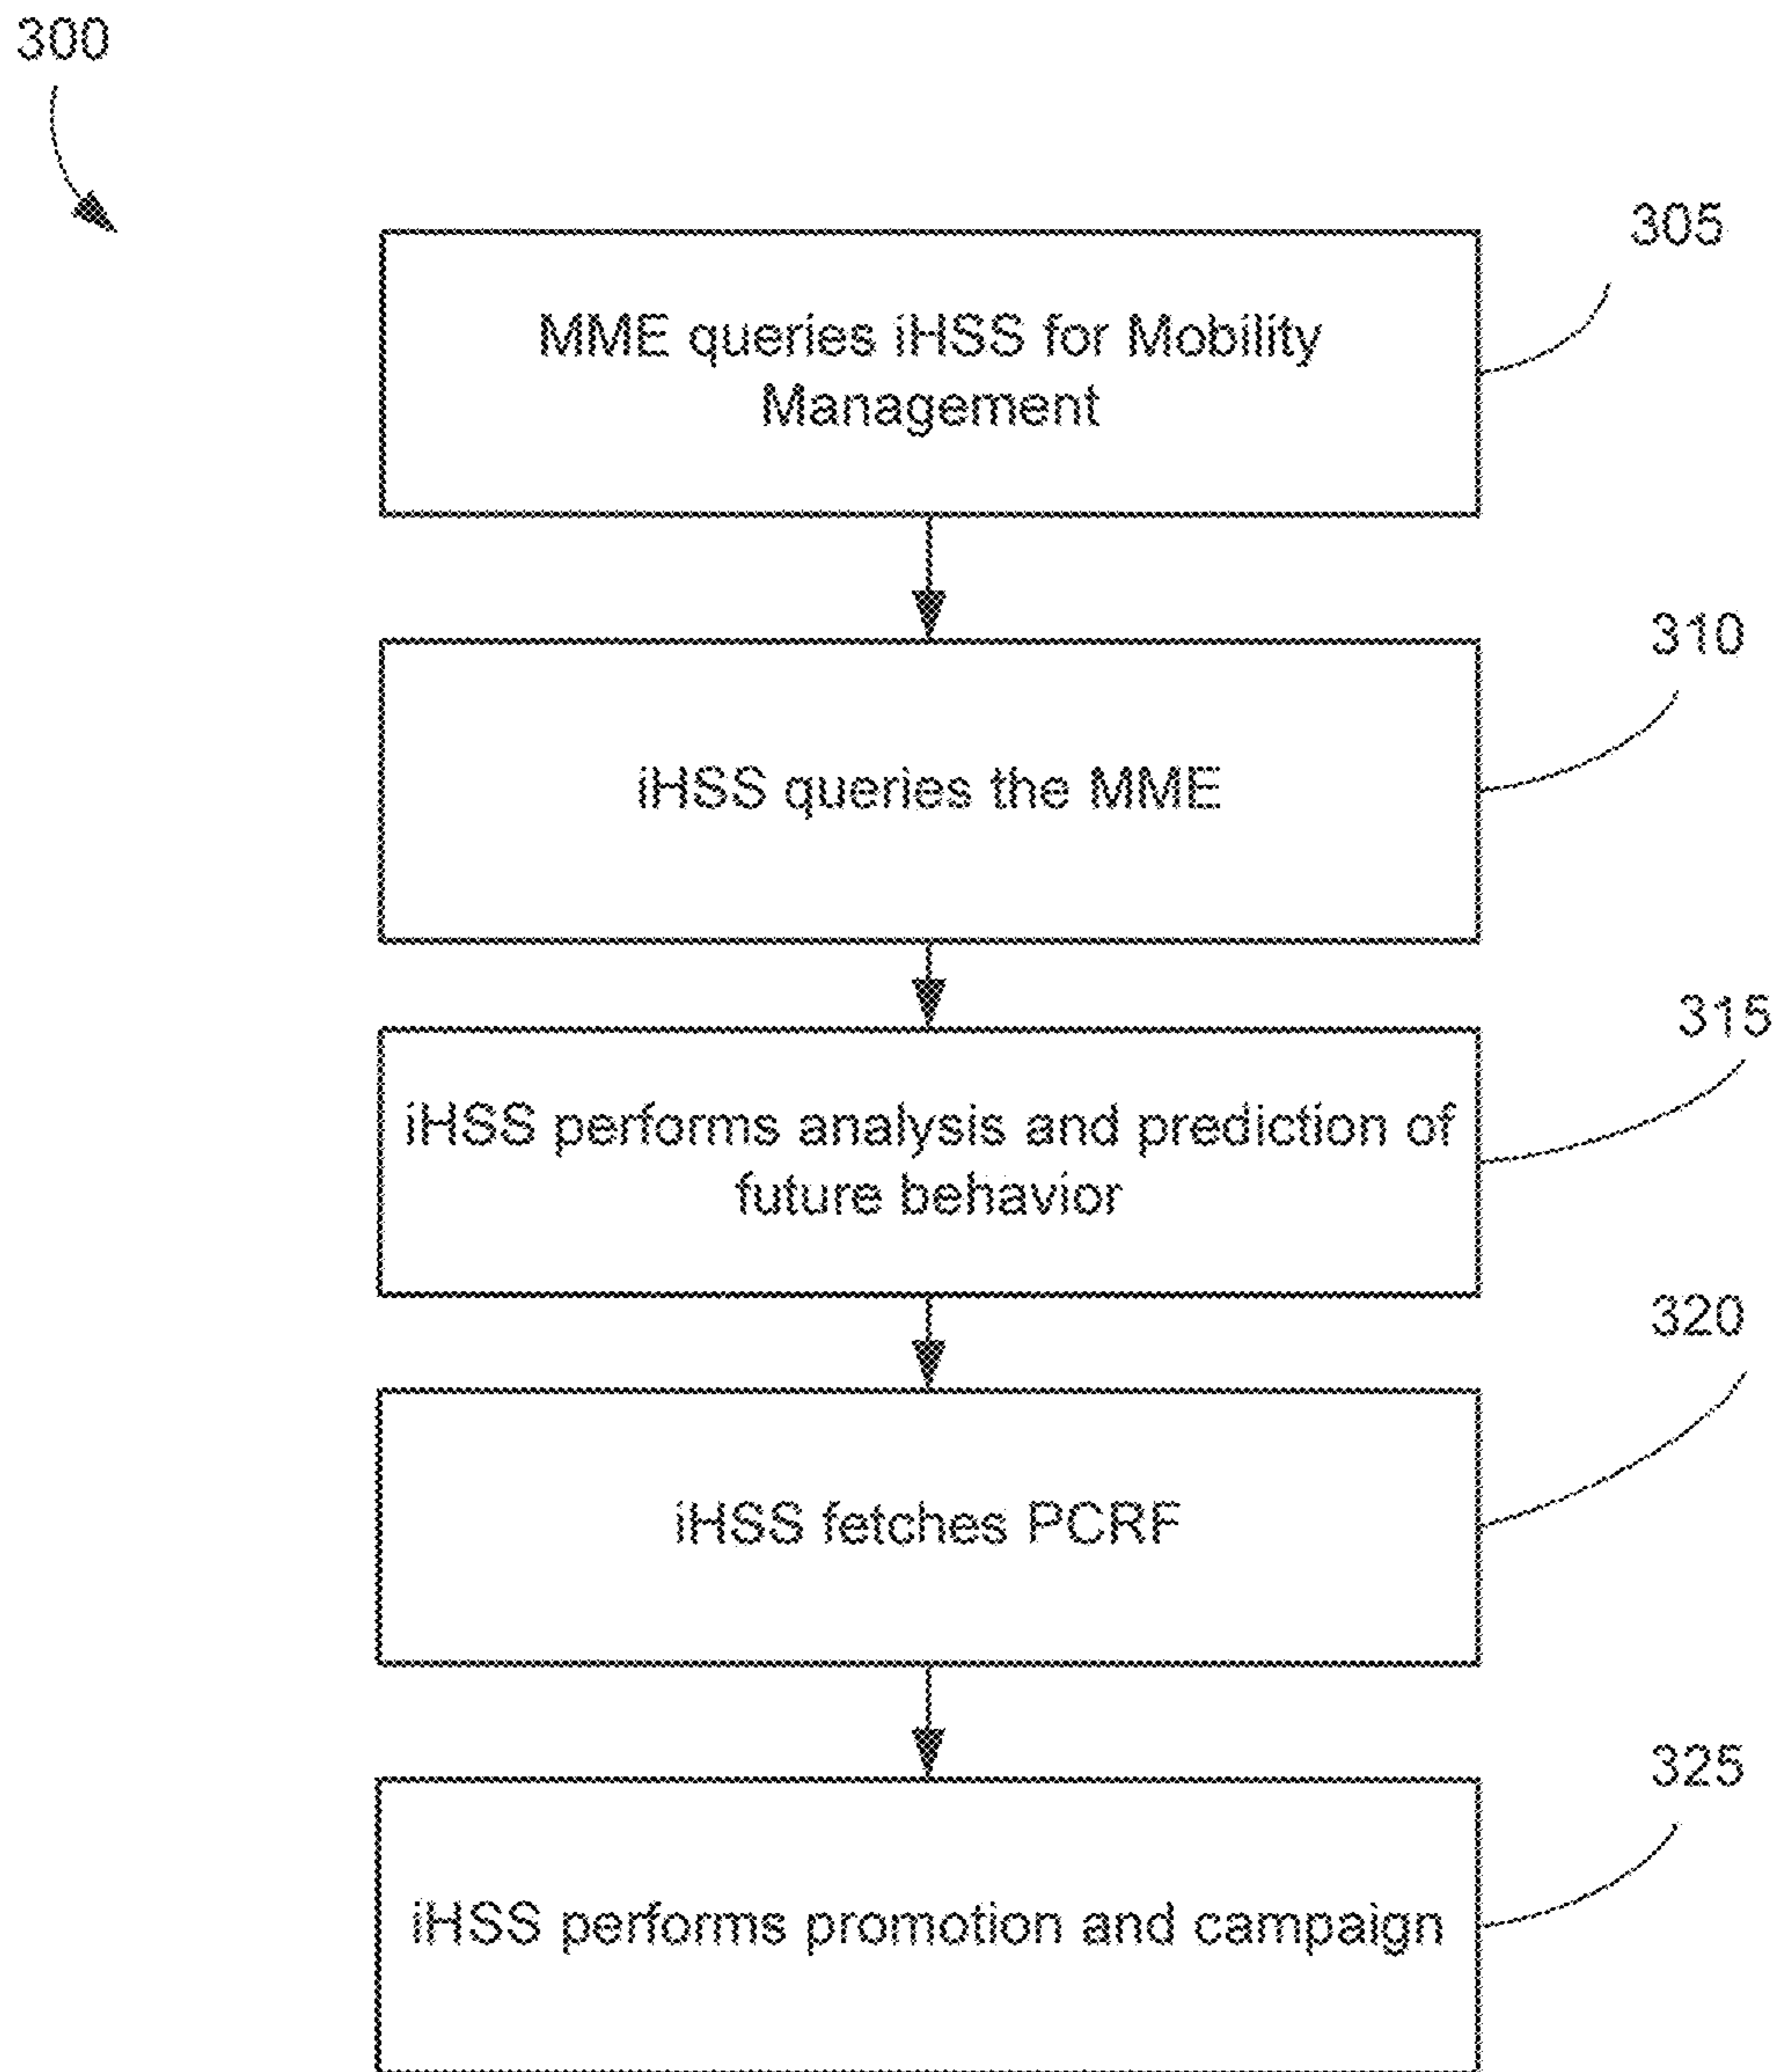 300
305
MME queries iHSS for Mobility
Management
310
iHSS queries the MME
315
iHSS performs analysis and prediction of
future behavior
320
iHSS fetches PCRF
325
iHSS performs promotion and campaign